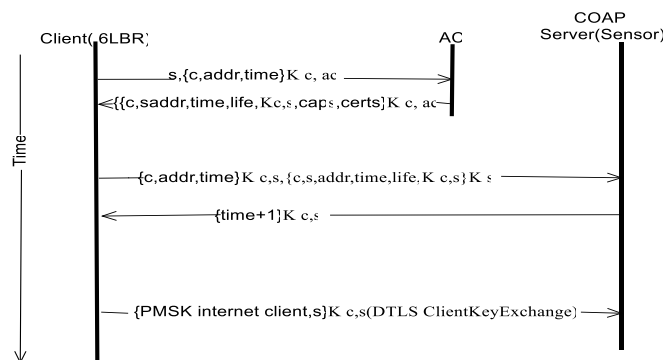 COAP
Client( 6LBR)
AC
Server(Sensor)
s,{c,addr,time}K c, ac
{{c,saddr,time,life,Kc,s,caps,certs}K c, ac
Time
{c,addr,time}K c,s,{c,s,addr,time,life,K c,s}K s
{time+1}K c,s
{PMSK internet client,s}K c,s(DTLS ClientKeyExchange)